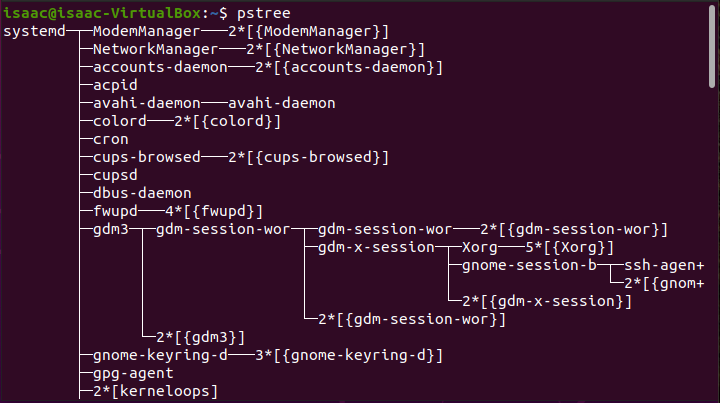 isaac@isaac-VirtualBox:~$ pstree
systemd─┬─ModemManager───2*[{ModemManager}]
        ├─NetworkManager───2*[{NetworkManager}]
        ├─accounts-daemon───2*[{accounts-daemon}]
        ├─acpid
        ├─avahi-daemon───avahi-daemon
        ├─colord───2*[{colord}]
        ├─cron
        ├─cups-browsed───2*[{cups-browsed}]
        ├─cupsd
        ├─dbus-daemon
        ├─fwupd───4*[{fwupd}]
        ├─gdm3─┬─gdm-session-wor─┬─gdm-session-wor───2*[{gdm-session-wor}]
        │      │                 ├─gdm-x-session─┬─Xorg───5*[{Xorg}]
        │      │                 │               ├─gnome-session-b─┬─ssh-agen+
        │      │                 │               │                 └─2*[{gnom+
        │      │                 │               └─2*[{gdm-x-session}]
        │      │                 └─2*[{gdm-session-wor}]
        │      └─2*[{gdm3}]
        ├─gnome-keyring-d───3*[{gnome-keyring-d}]
        ├─gpg-agent
        ├─2*[kerneloops]